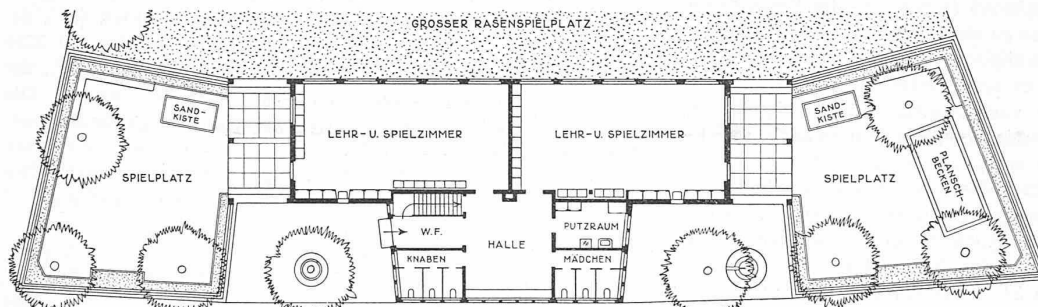 GROSSER RASENSPIELPLATZ
SAND-
KISTE
LEHR- U. SPIELZIMMER
LEHR- U. SPIELZIMMER
SAND-
KISTE
SPIELPLATZ
SPIELPLATZ
PLANSCH-
BECKEN
W.F.
HALLE
PUTZRAUM
KNABEN
MÄDCHEN